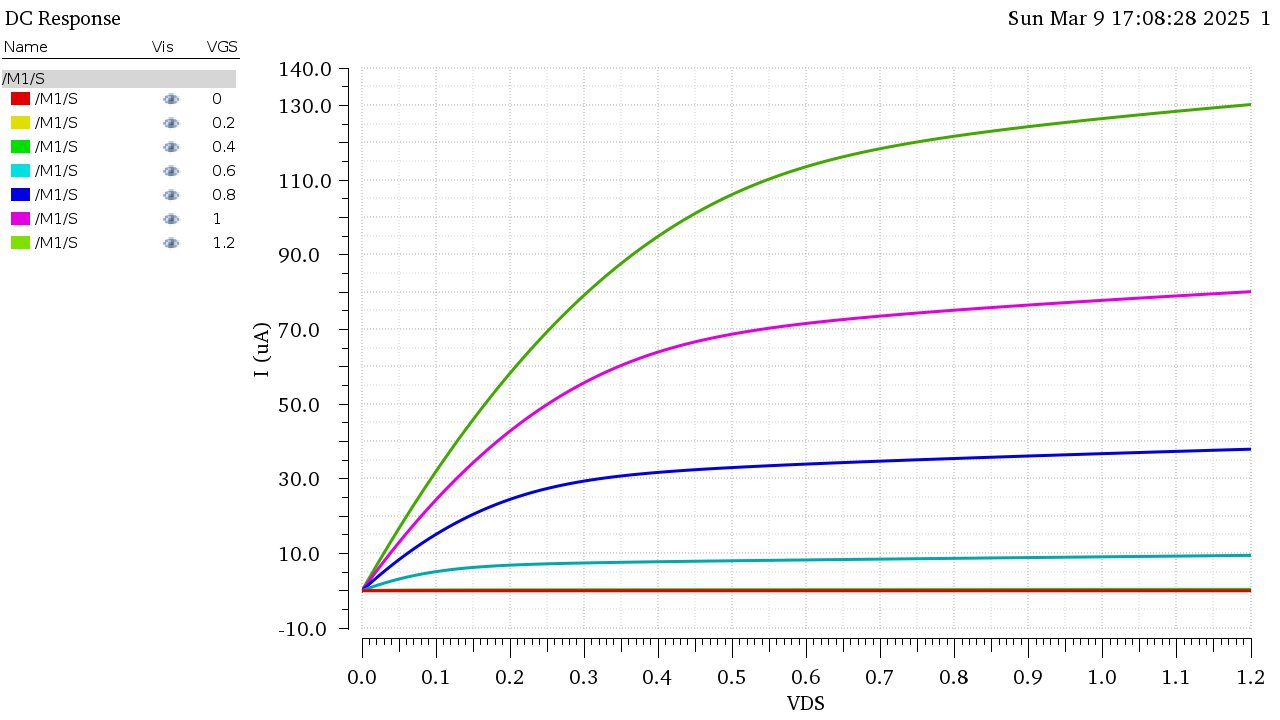 DC Response
Sun Mar 9 17:08:28 2025 1
Name Vis VGS
/M1/S
/M1/S 0
/M1/S 0.2
/M1/S 0.4
/M1/S 0.6
/M1/S 0.8
/M1/S 1
/M1/S 1.2
140.0
130.0
110.0
90.0
70.0
50.0
30.0
10.0
-10.0
I (uA)
0.0 0.1 0.2 0.3 0.4 0.5 0.6 0.7 0.8 0.9 1.0 1.1 1.2
VDS